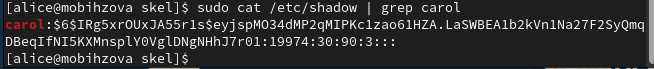 [alice@mobihzova skel]$ sudo cat /etc/shadow | grep carol
carol:$6$IRg5xrOUxJA55r1s$eyjspMO34dMP2qMIPKc1zao61HZA.LaSWBEA1b2kVn1Na27F2SyQmq
DBeqIfNI5KXMnsplY0VglDNgNHhJ7r01:19974:30:90:3:::
[alice@mobihzova skel]$